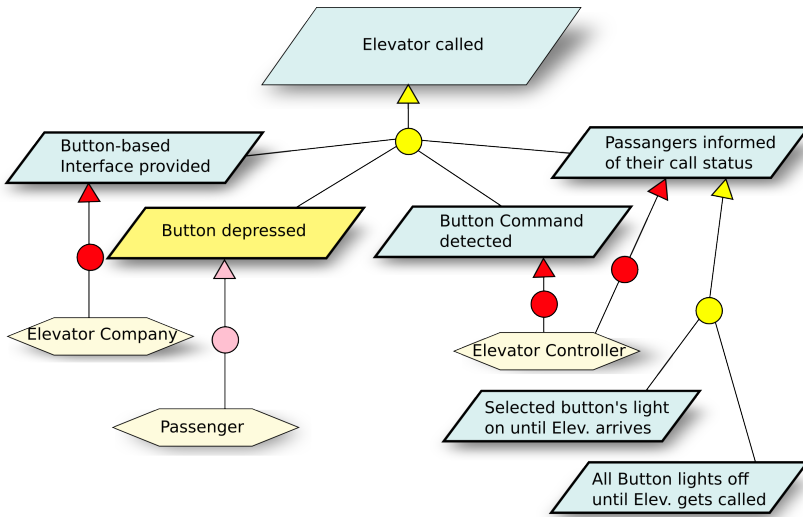 Elevator called
Button-based
Interface provided
Passangers informed
of their call status
Button depressed
Button Command
detected
Elevator Company
Elevator Controller
Passenger
Selected button's light
on until Elev. arrives
All Button lights off
until Elev. gets called